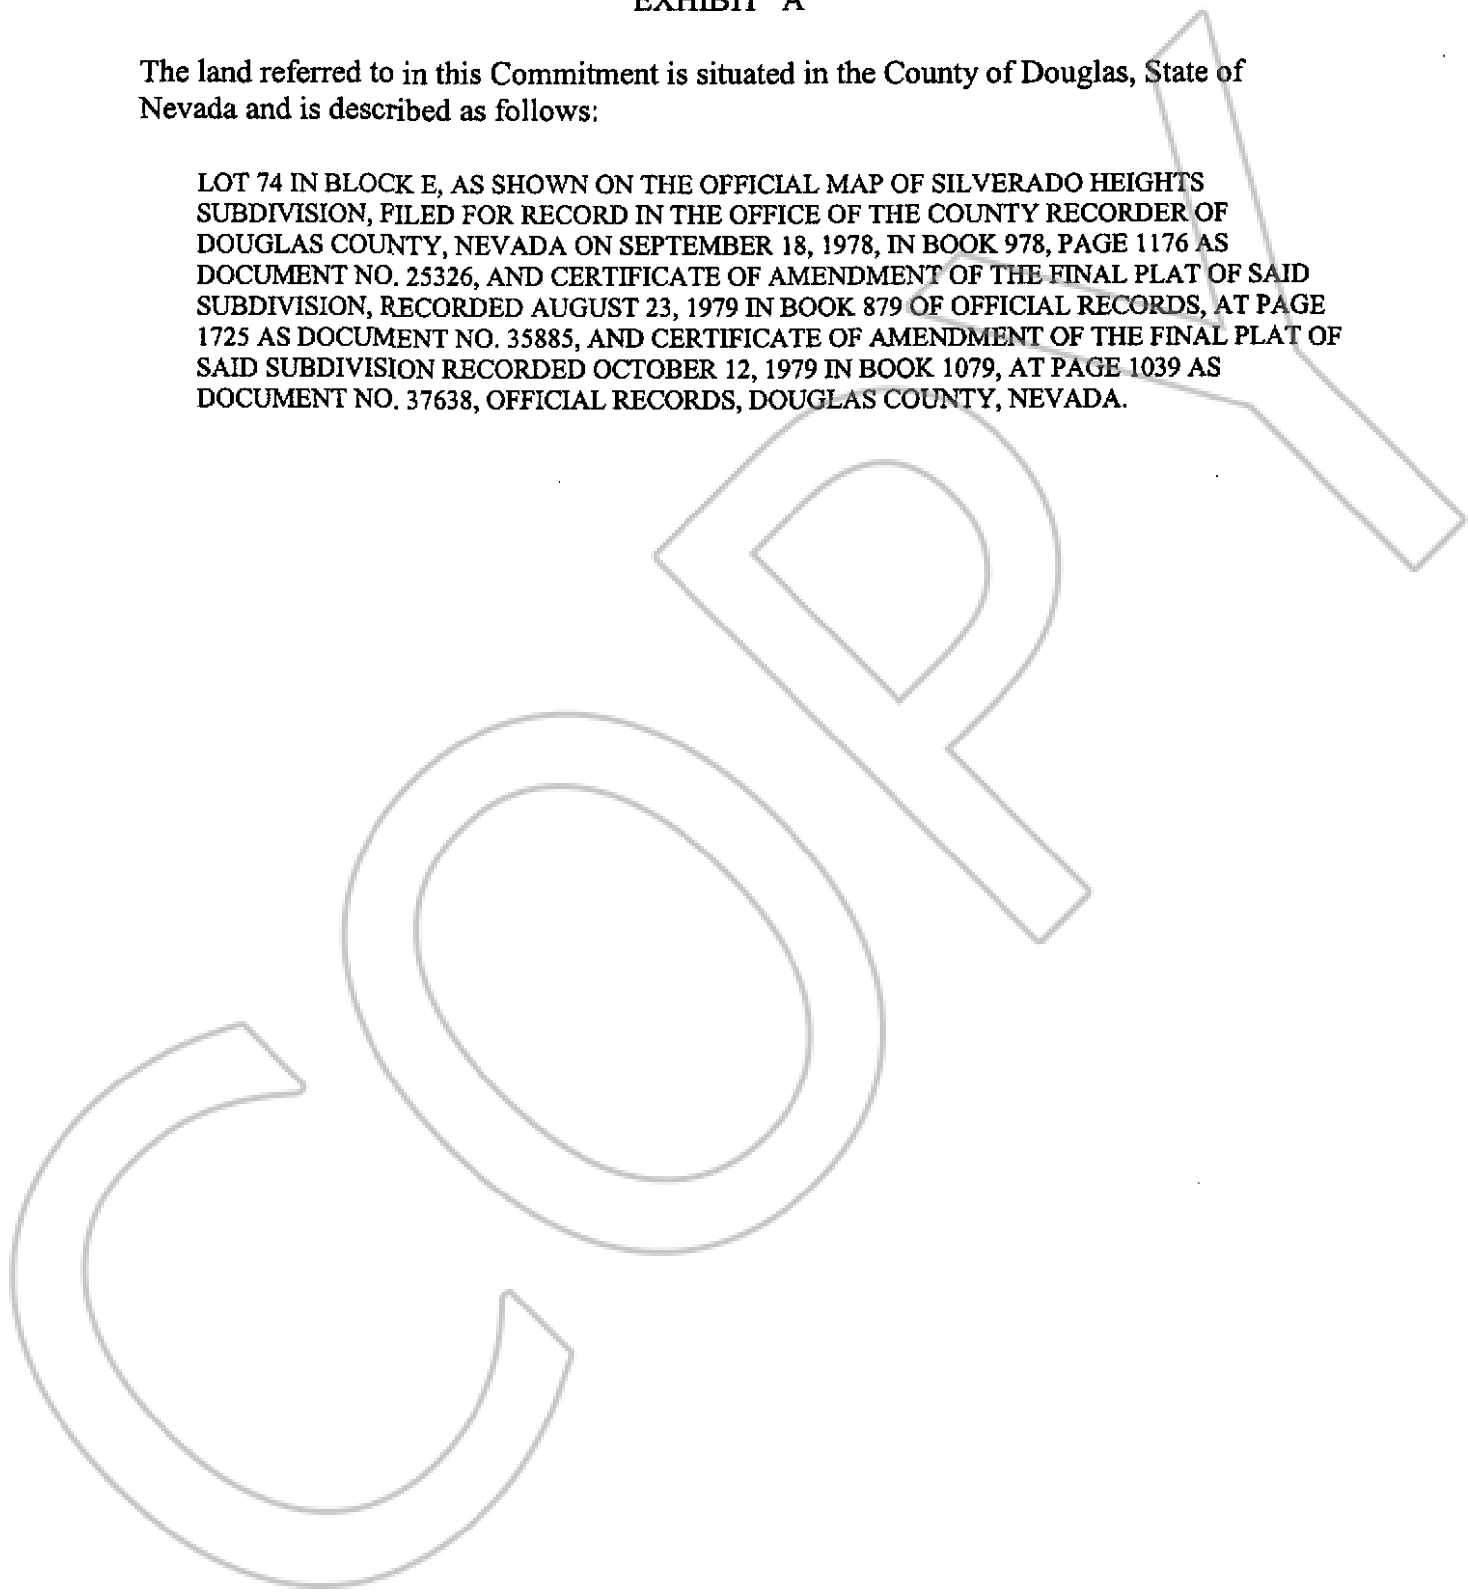 EXHIBIT A
The land referred to in this Commitment is situated in the County of Douglas, State of
Nevada and is described as follows:
LOT 74 IN BLOCK E, AS SHOWN ON THE OFFICIAL MAP OF SILVERADO HEIGHTS
SUBDIVISION, FILED FOR RECORD IN THE OFFICE OF THE COUNTY RECORDER OF
DOUGLAS COUNTY, NEVADA ON SEPTEMBER 18, 1978, IN BOOK 978, PAGE 1176 AS
DOCUMENT NO. 25326, AND CERTIFICATE OF AMENDMENT OF THE FINAL PLAT OF SAID
SUBDIVISION, RECORDED AUGUST 23, 1979 IN BOOK 879 OF OFFICIAL RECORDS, AT PAGE
1725 AS DOCUMENT NO. 35885, AND CERTIFICATE OF AMENDMENT OF THE FINAL PLAT OF
SAID SUBDIVISION RECORDED OCTOBER 12, 1979 IN BOOK 1079, AT PAGE 1039 AS
DOCUMENT NO. 37638, OFFICIAL RECORDS, DOUGLAS COUNTY, NEVADA.
COPY